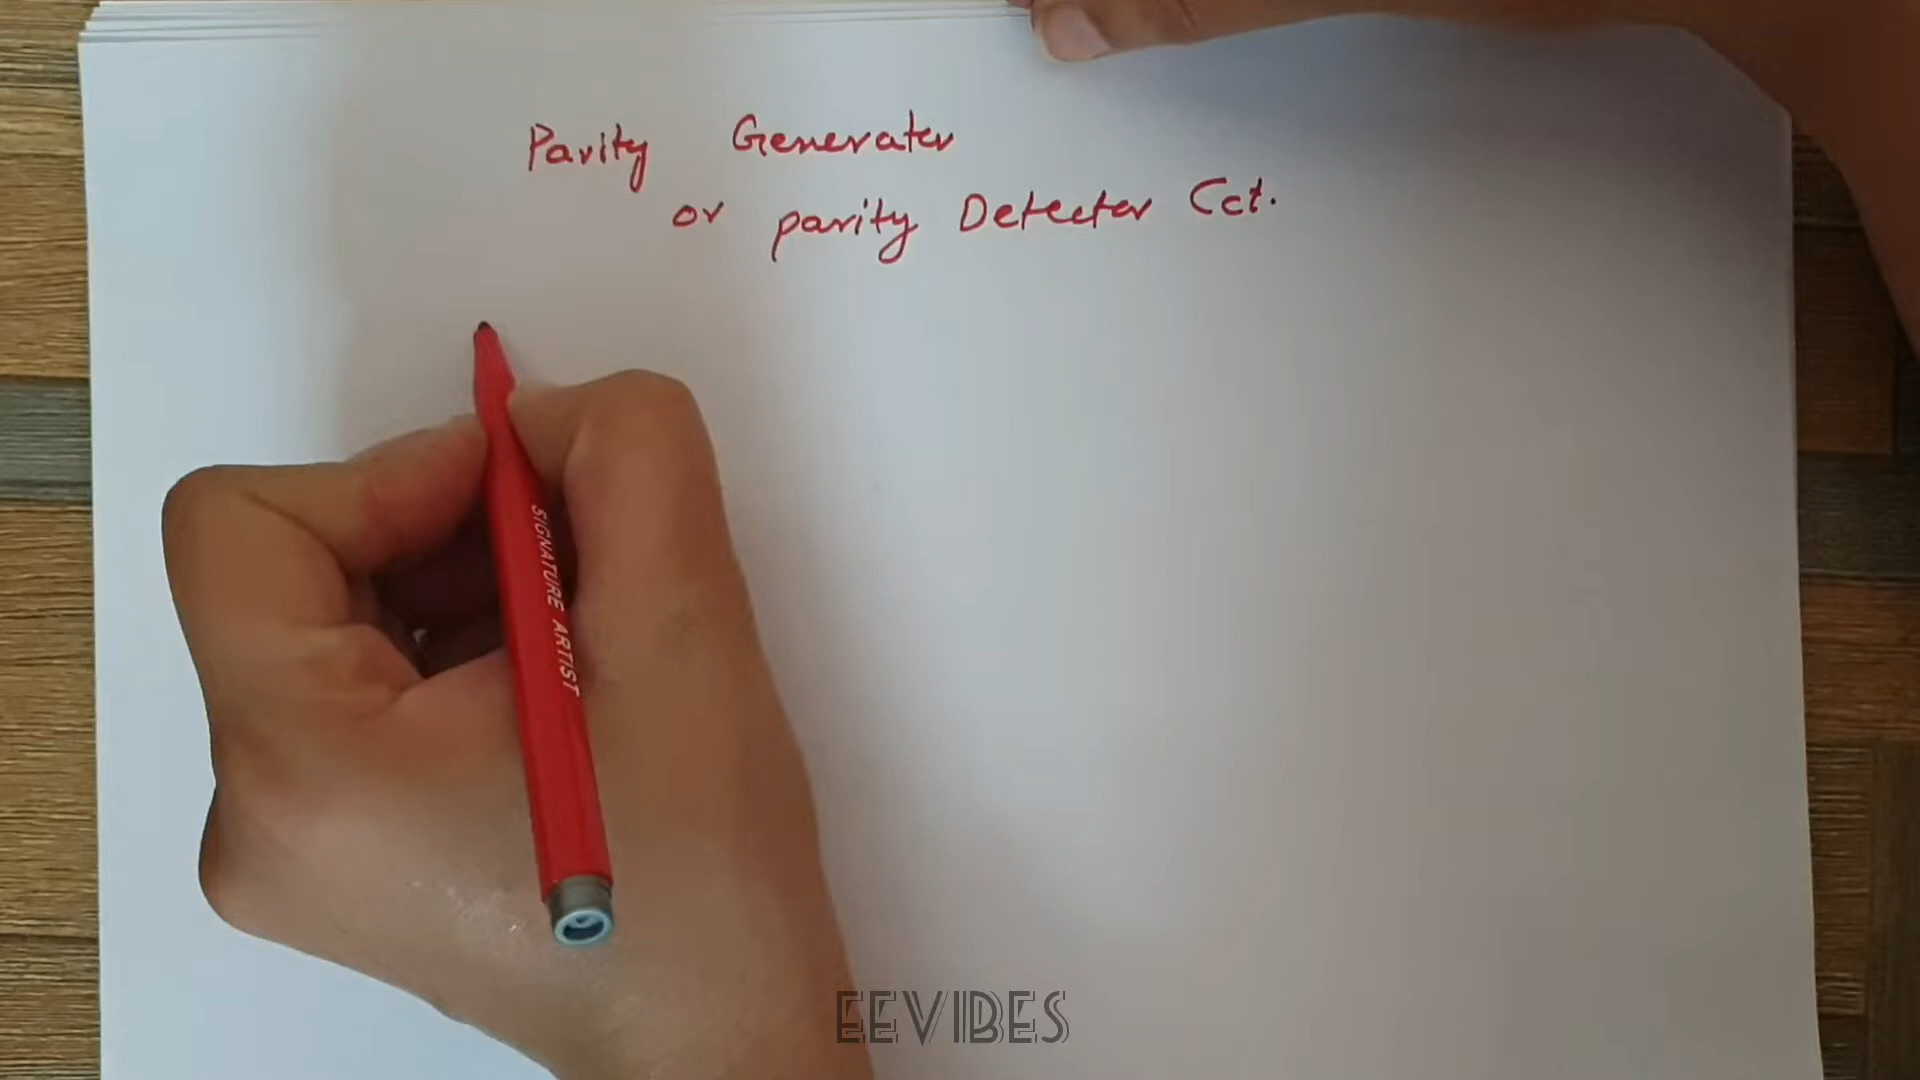 Parity Generater
or parity Detecter Cct.
SIGNATURE ARTIST
EEVIBES